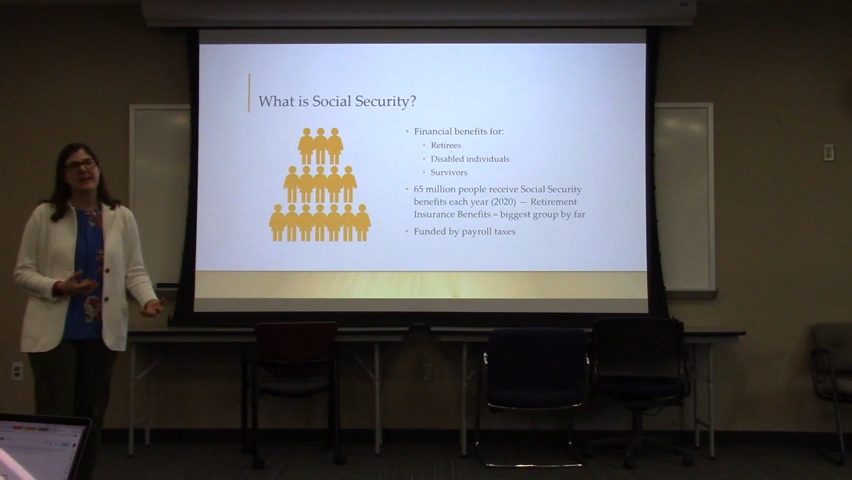 What is Social Security?
• Financial benefits for:
• Retirees
• Disabled individuals
• Survivors
• 65 million people receive Social Security
benefits each year (2020) — Retirement
Insurance Benefits = biggest group by far
• Funded by payroll taxes